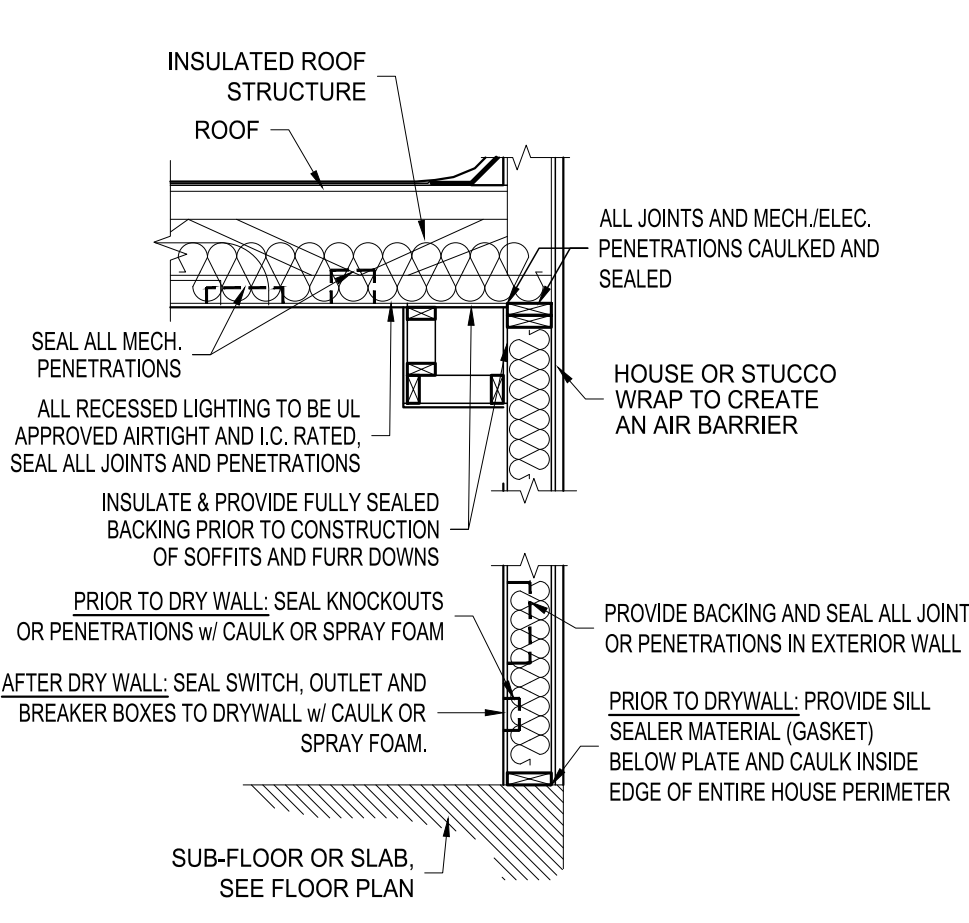 INSULATED ROOF
STRUCTURE
ROOF
ALL JOINTS AND MECH./ELEC.
PENETRATIONS CAULKED AND
SEALED
SEAL ALL MECH.
PENETRATIONS
HOUSE OR STUCCO
WRAP TO CREATE
AN AIR BARRIER
ALL RECESSED LIGHTING TO BE UL
APPROVED AIRTIGHT AND I.C. RATED,
SEAL ALL JOINTS AND PENETRATIONS
INSULATE & PROVIDE FULLY SEALED
BACKING PRIOR TO CONSTRUCTION
OF SOFFITS AND FURR DOWNS
PRIOR TO DRY WALL: SEAL KNOCKOUTS
OR PENETRATIONS w/ CAULK OR SPRAY FOAM
PROVIDE BACKING AND SEAL ALL JOINT
OR PENETRATIONS IN EXTERIOR WALL
AFTER DRY WALL: SEAL SWITCH, OUTLET AND
BREAKER BOXES TO DRYWALL w/ CAULK OR
SPRAY FOAM.
PRIOR TO DRYWALL: PROVIDE SILL
SEALER MATERIAL (GASKET)
BELOW PLATE AND CAULK INSIDE
EDGE OF ENTIRE HOUSE PERIMETER
SUB-FLOOR OR SLAB,
SEE FLOOR PLAN